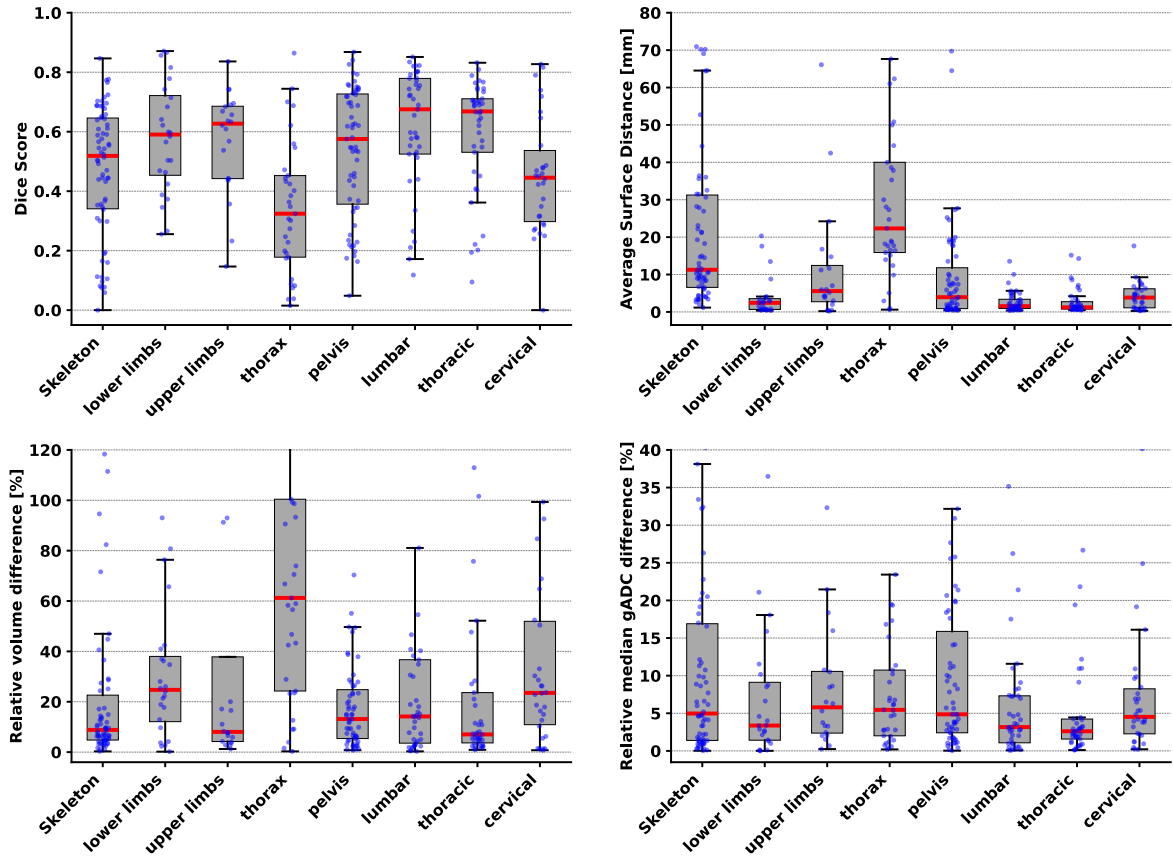 1.0
0.8
0.6
0.4
0.2
0.0
Dice Score
Skeleton
lower limbs
upper limbs
thorax
pelvis
lumbar
thoracic
cervical
80
70
60
50
40
30
20
10
0
Average Surface Distance [mm]
Skeleton
lower limbs
upper limbs
thorax
pelvis
lumbar
thoracic
cervical
120
100
80
60
40
20
0
Relative volume difference [%]
Skeleton
lower limbs
upper limbs
thorax
pelvis
lumbar
thoracic
cervical
40
35
30
25
20
15
10
5
0
Relative median gADC difference [%]
Skeleton
lower limbs
upper limbs
thorax
pelvis
lumbar
thoracic
cervical